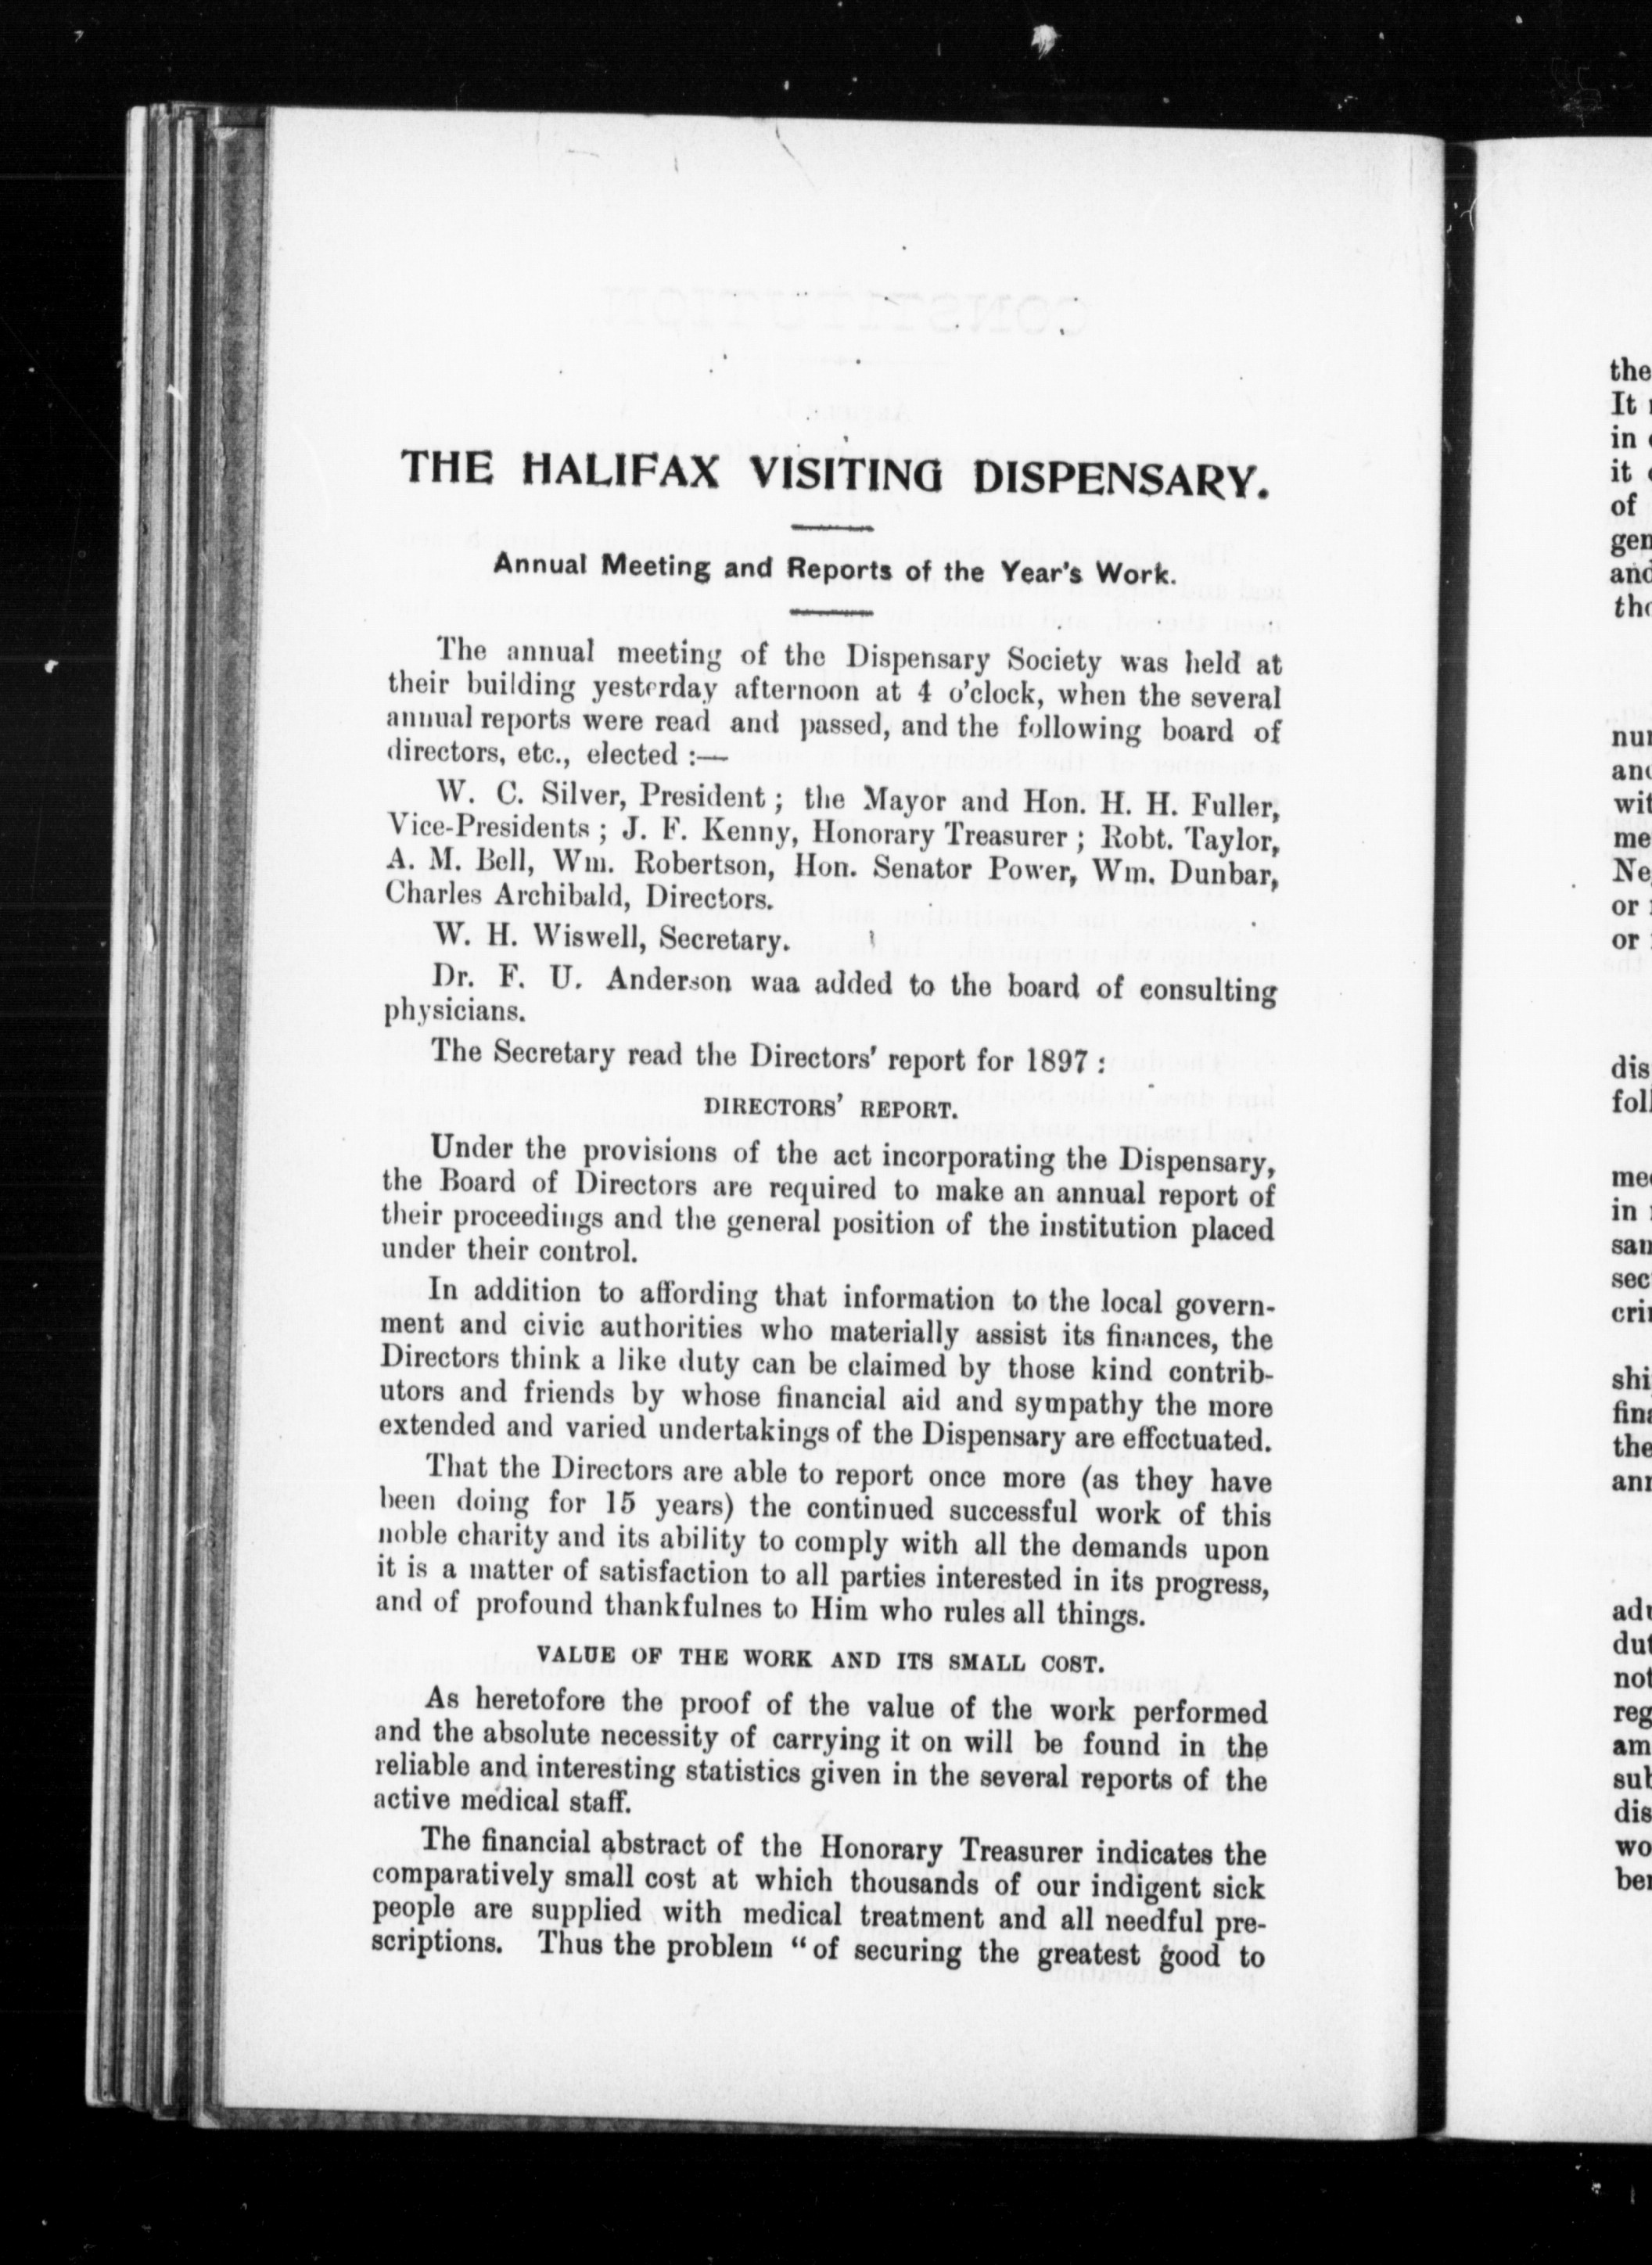 THE HALIFAX VISITING DISPENSARY.
Annual Meeting and Reports of the Year's Work.
The annual meeting of the Dispensary Society was held at
their building yesterday afternoon at 4 o'clock, when the several
annual reports were read and passed, and the following board of
directors, etc., elected :—
W. C. Silver, President ; the Mayor and Hon. H. H. Fuller,
Vice-Presidents ; J. F. Kenny, Honorary Treasurer ; Robt. Taylor,
A. M. Bell, Wm. Robertson, Hon. Senator Power, Wm. Dunbar,
Charles Archibald, Directors.
W. H. Wiswell, Secretary.
Dr. F. U. Anderson waa added to the board of consulting
physicians.
The Secretary read the Directors' report for 1897 :
DIRECTORS' REPORT.
Under the provisions of the act incorporating the Dispensary,
the Board of Directors are required to make an annual report of
their proceedings and the general position of the institution placed
under their control.
In addition to affording that information to the local govern-
ment and civic authorities who materially assist its finances, the
Directors think a like duty can be claimed by those kind contrib-
utors and friends by whose financial aid and sympathy the more
extended and varied undertakings of the Dispensary are effectuated.
That the Directors are able to report once more (as they have
been doing for 15 years) the continued successful work of this
noble charity and its ability to comply with all the demands upon
it is a matter of satisfaction to all parties interested in its progress,
and of profound thankfulnes to Him who rules all things.
VALUE OF THE WORK AND ITS SMALL COST.
As heretofore the proof of the value of the work performed
and the absolute necessity of carrying it on will be found in the
reliable and interesting statistics given in the several reports of the
active medical staff.
The financial abstract of the Honorary Treasurer indicates the
comparatively small cost at which thousands of our indigent sick
people are supplied with medical treatment and all needful pre-
scriptions. Thus the problem "of securing the greatest good to
the
It
in
it
of
and
with
me
or
or
dis
in
the
not
am
dis